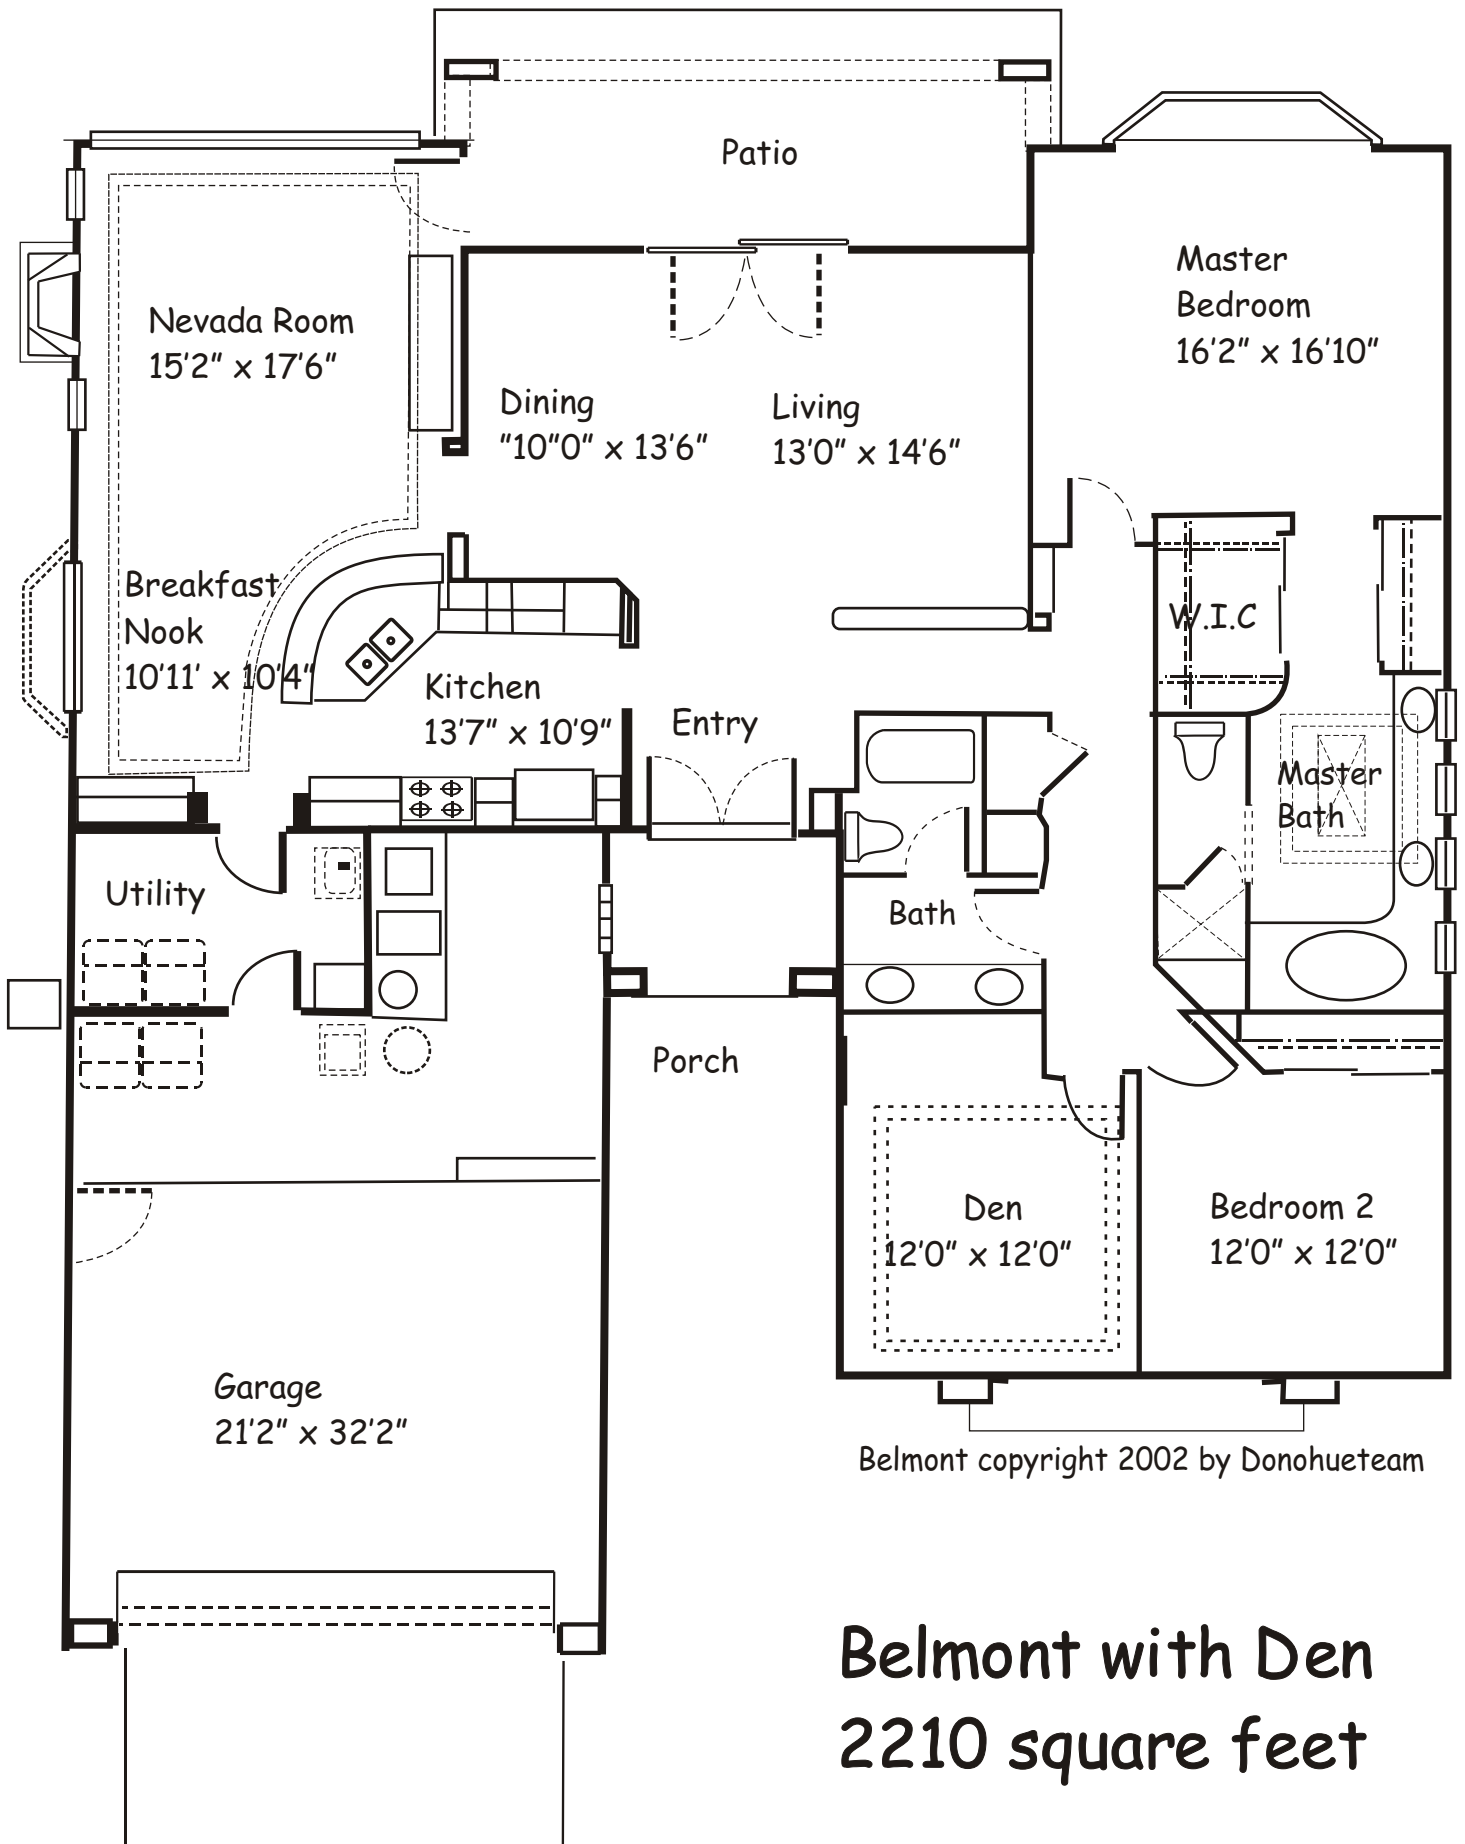 Patio
Master
Bedroom
16'2" x 16'10"
Nevada Room
15'2" x 17'6"
Dining
"10"0" x 13'6"
Living
13'0" x 14'6"
Breakfast
Nook
10'11' x 10'4"
W.I.C
Kitchen
13'7" x 10'9"
Entry
Master
Bath
Utility
Bath
Porch
Den
12'0" x 12'0"
Bedroom 2
12'0" x 12'0"
Garage
21'2" x 32'2"
Belmont copyright 2002 by Donohueteam
Belmont with Den
2210 square feet